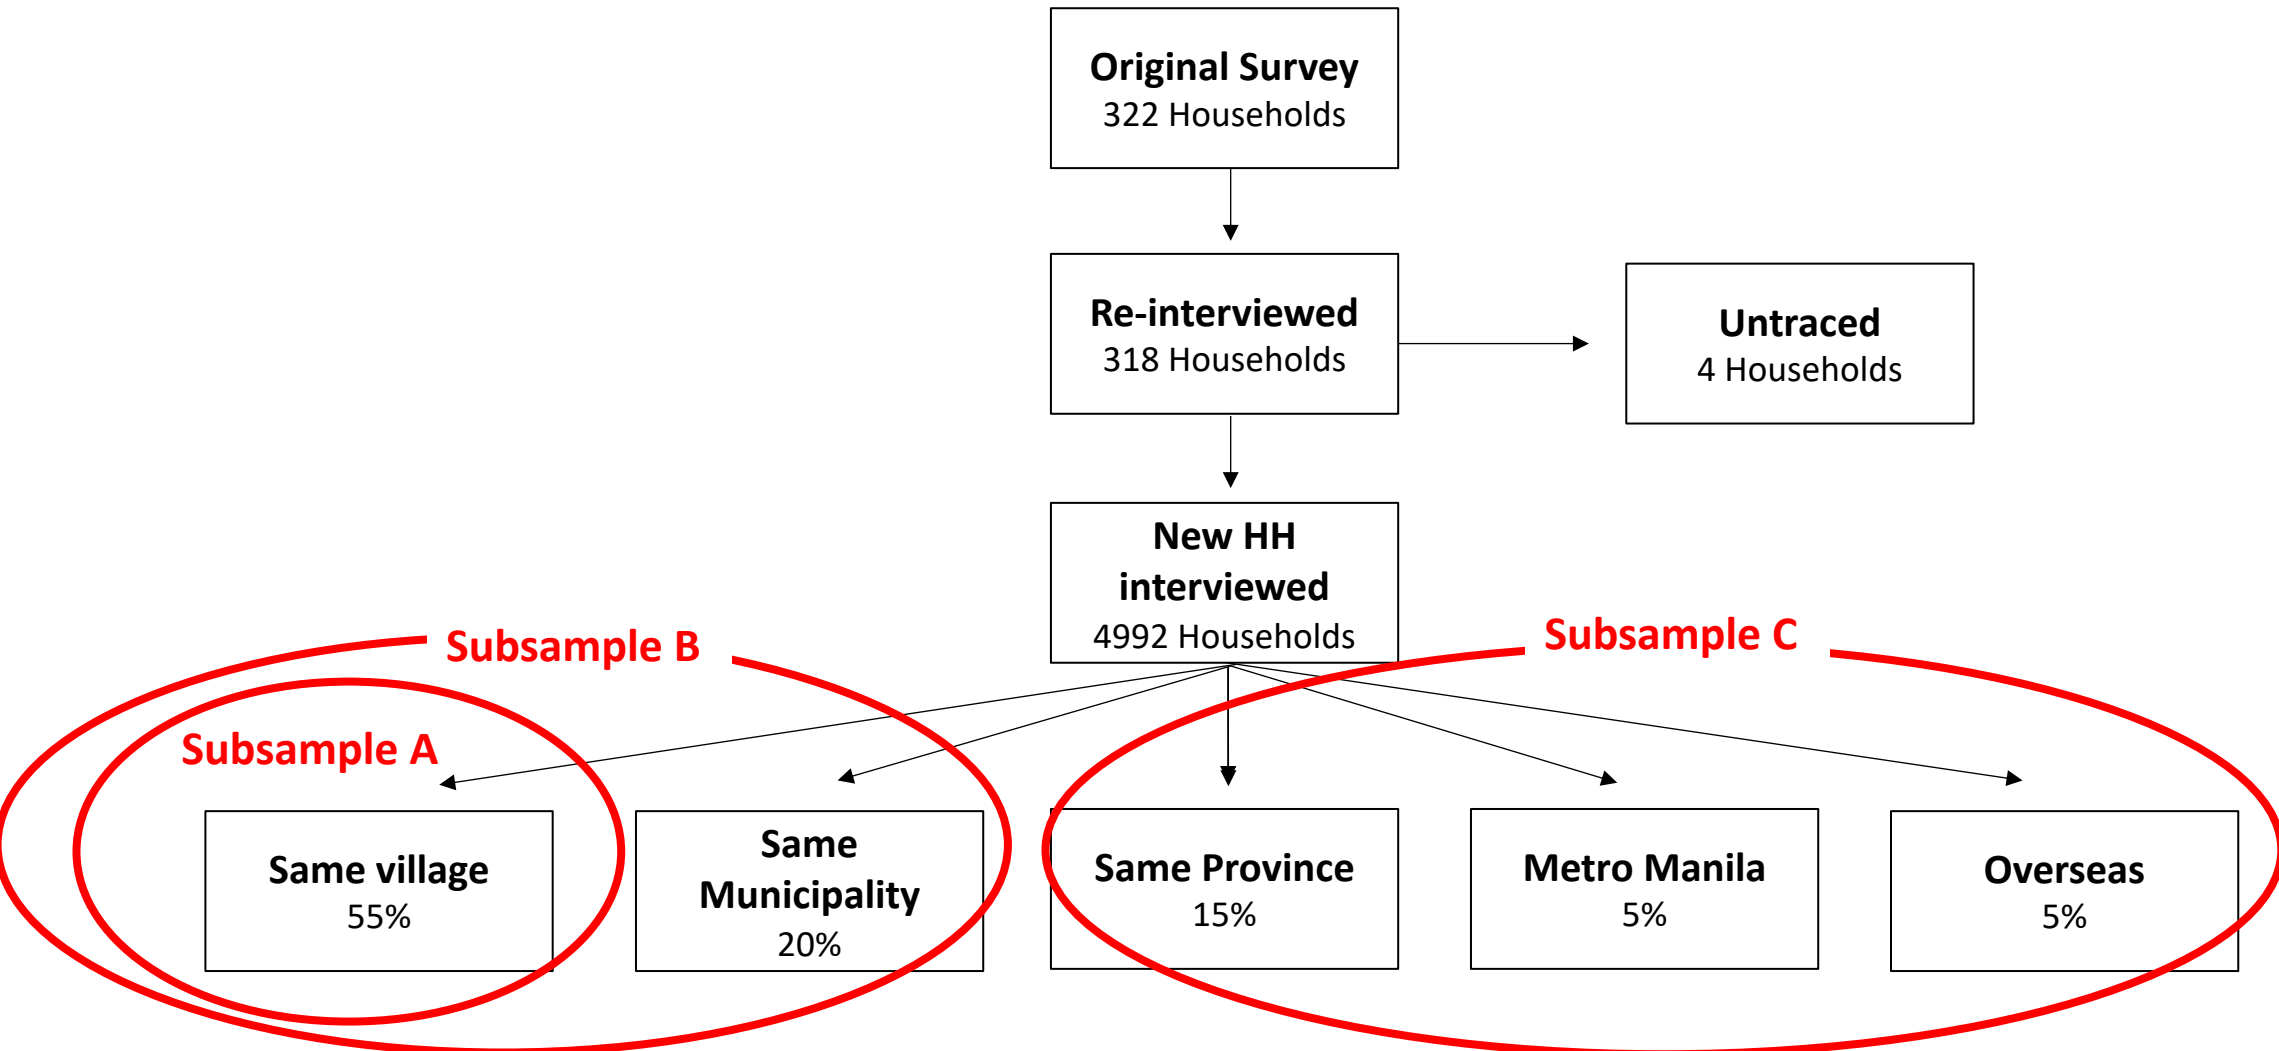 Original Survey
322 Households
Re-interviewed
318 Households
Untraced
4 Households
New HH
interviewed
4992 Households
Subsample B
Subsample C
Subsample A
Same village
55%
Same
Municipality
20%
Same Province
15%
Metro Manila
5%
Overseas
5%